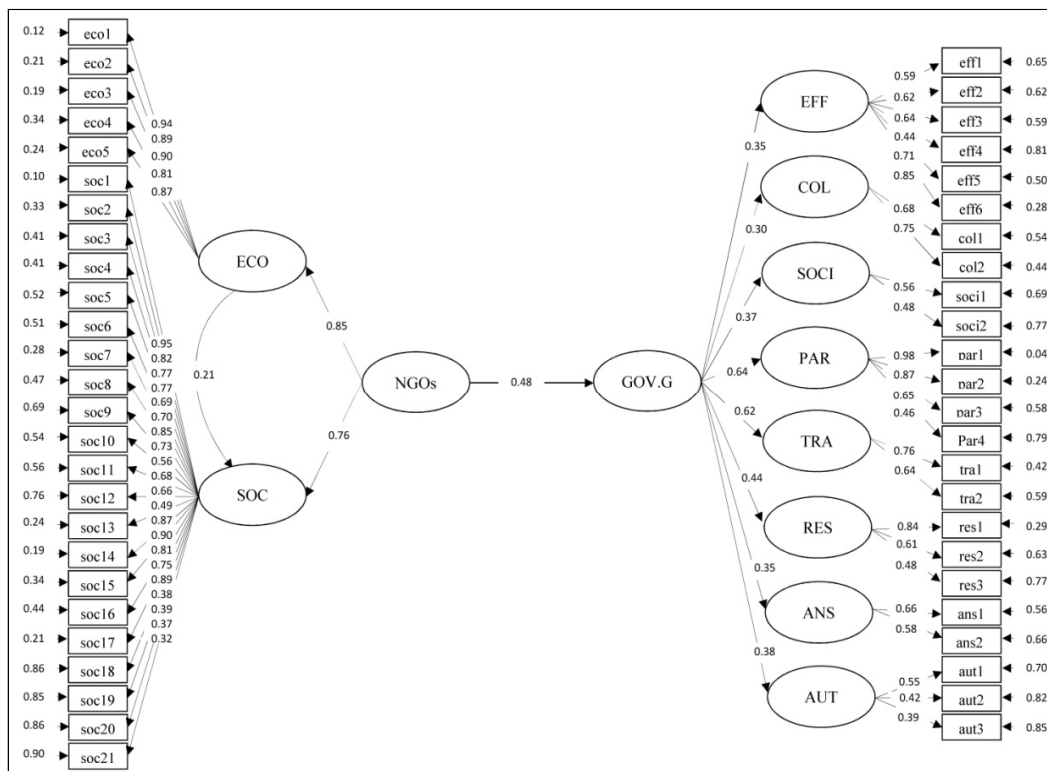 0.12 eco1
0.21 eco2
0.19 eco3
0.34 eco4
0.24 eco5
0.10 soc1
0.33 soc2
0.41 soc3
0.41 soc4
0.52 soc5
0.51 soc6
0.28 soc7
0.47 soc8
0.69 soc9
0.54 soc10
0.56 soc11
0.76 soc12
0.24 soc13
0.19 soc14
0.34 soc15
0.44 soc16
0.21 soc17
0.86 soc18
0.85 soc19
0.86 soc20
0.90 soc21
0.94
0.89
0.90
0.81
0.87
0.95
0.82
0.77
0.77
0.69
0.70
0.85
0.73
0.56
0.68
0.66
0.49
0.87
0.90
0.81
0.75
0.89
0.38
0.39
0.37
0.32
ECO
0.21
SOC
0.85
0.76
NGOs
0.48
GOV.G
0.35
0.30
0.37
0.64
0.62
0.44
0.35
0.38
EFF
COL
SOCI
PAR
TRA
RES
ANS
AUT
0.59
0.62
0.64
0.44
0.71
0.85
0.68
0.75
0.56
0.48
0.98
0.87
0.65
0.46
0.76
0.64
0.84
0.61
0.48
0.66
0.58
0.55
0.42
0.39
eff1 0.65
eff2 0.62
eff3 0.59
eff4 0.81
eff5 0.50
eff6 0.28
col1 0.54
col2 0.44
soci1 0.69
soci2 0.77
par1 0.04
par2 0.24
par3 0.58
Par4 0.79
tra1 0.42
tra2 0.59
res1 0.29
res2 0.63
res3 0.77
ans1 0.56
ans2 0.66
aut1 0.70
aut2 0.82
aut3 0.85